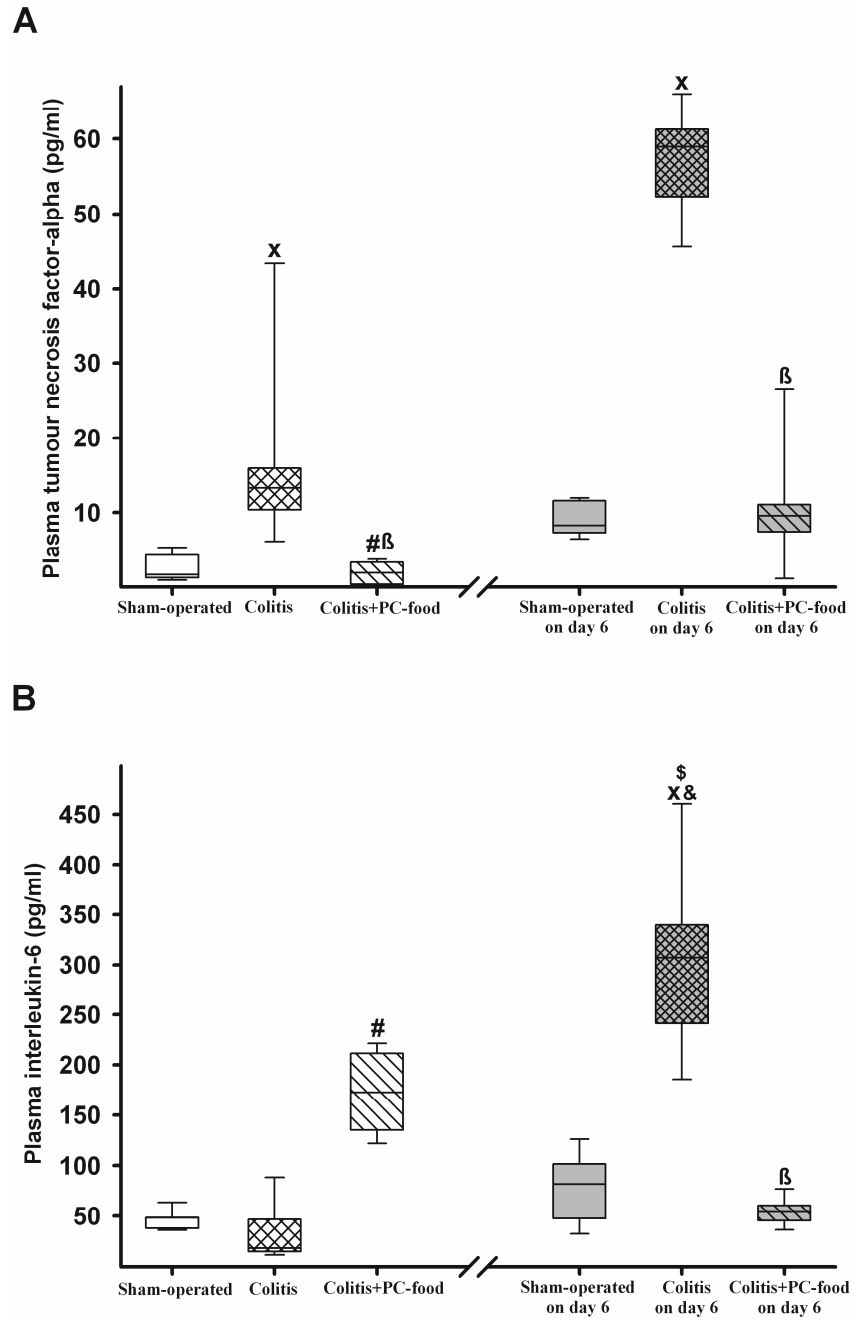 A
Plasma tumour necrosis factor-alpha (pg/ml)
60
50
40
30
20
10
x
#ß
x
ß
Sham-operated
Colitis
Colitis+PC-food
Sham-operated
on day 6
Colitis
on day 6
Colitis+PC-food
on day 6
B
Plasma interleukin-6 (pg/ml)
450
400
350
300
250
200
150
100
50
#
$
x&
ß
Sham-operated
Colitis
Colitis+PC-food
Sham-operated
on day 6
Colitis
on day 6
Colitis+PC-food
on day 6